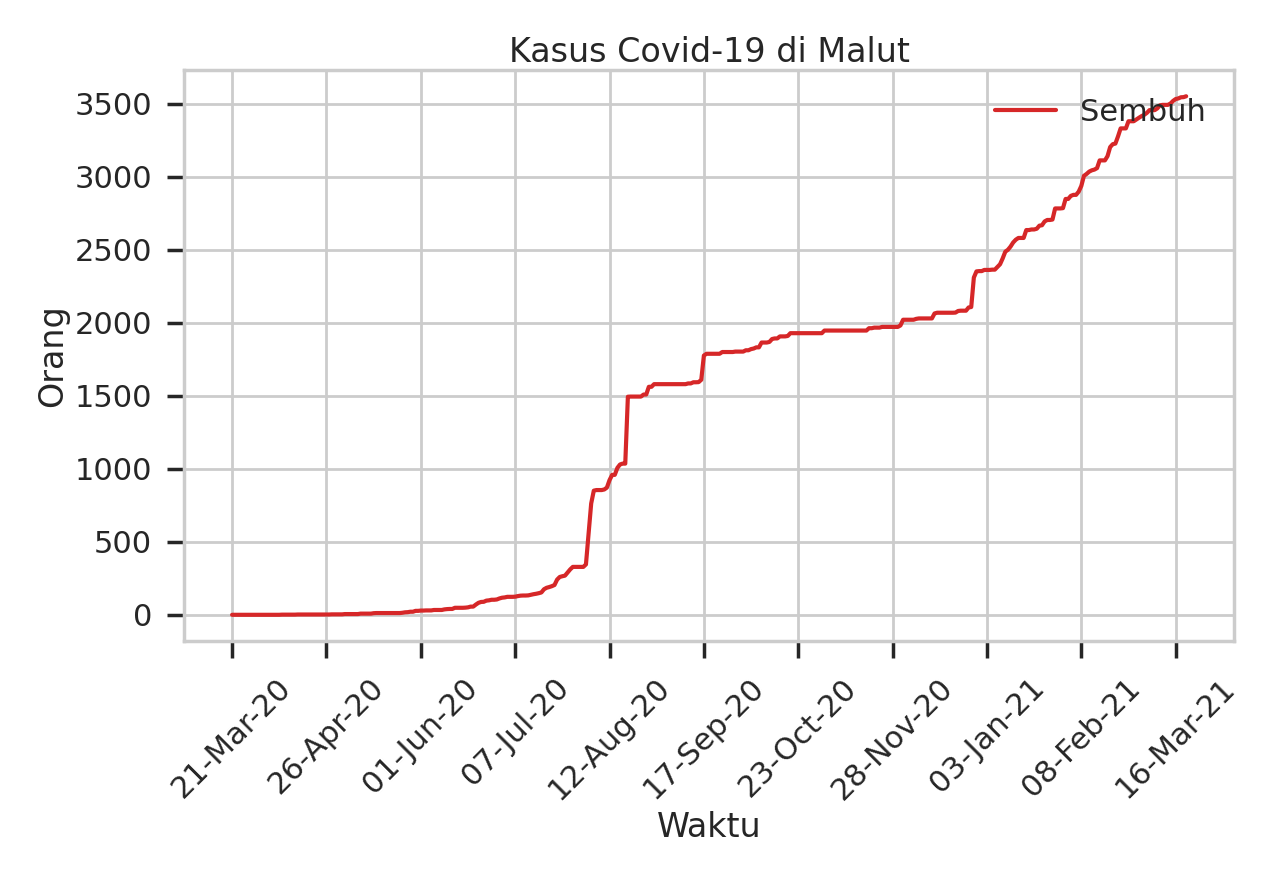 Kasus Covid-19 di Malut
Sembuh
3500
3000
2500
2000
1500
1000
500
0
Orang
21-Mar-20
26-Apr-20
01-Jun-20
07-Jul-20
12-Aug-20
17-Sep-20
23-Oct-20
28-Nov-20
03-Jan-21
08-Feb-21
16-Mar-21
Waktu